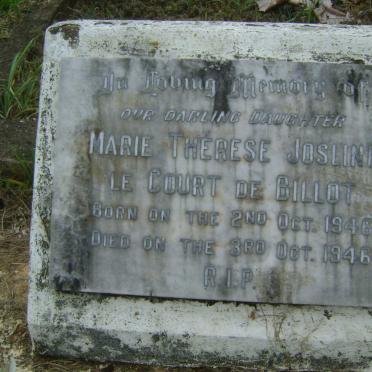 In Loving Memory of
OUR DARLING DAUGHTER
MARIE THÉRESE JOSLINE
LE COURT DE BILLOT
BORN ON THE 2ND OCT. 1946
DIED ON THE 3RD OCT. 1946
R.I.P.